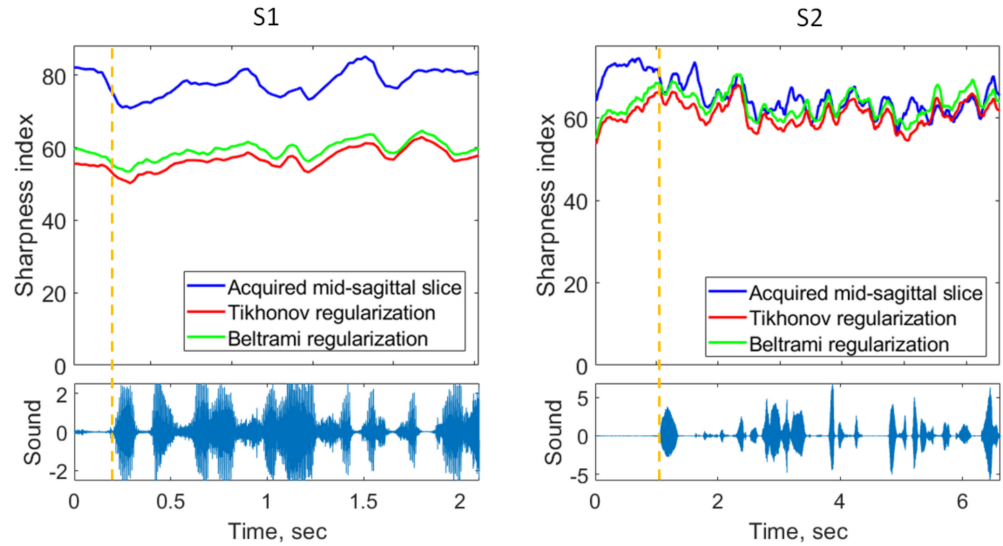 S1
S2
80
60
40
20
0
Sharpness index
Acquired mid-sagittal slice
Tikhonov regularization
Beltrami regularization
60
40
20
0
Sharpness index
Acquired mid-sagittal slice
Tikhonov regularization
Beltrami regularization
2
0
-2
Sound
0
0.5
1
1.5
2
Time, sec
5
0
-5
Sound
0
2
4
6
Time, sec